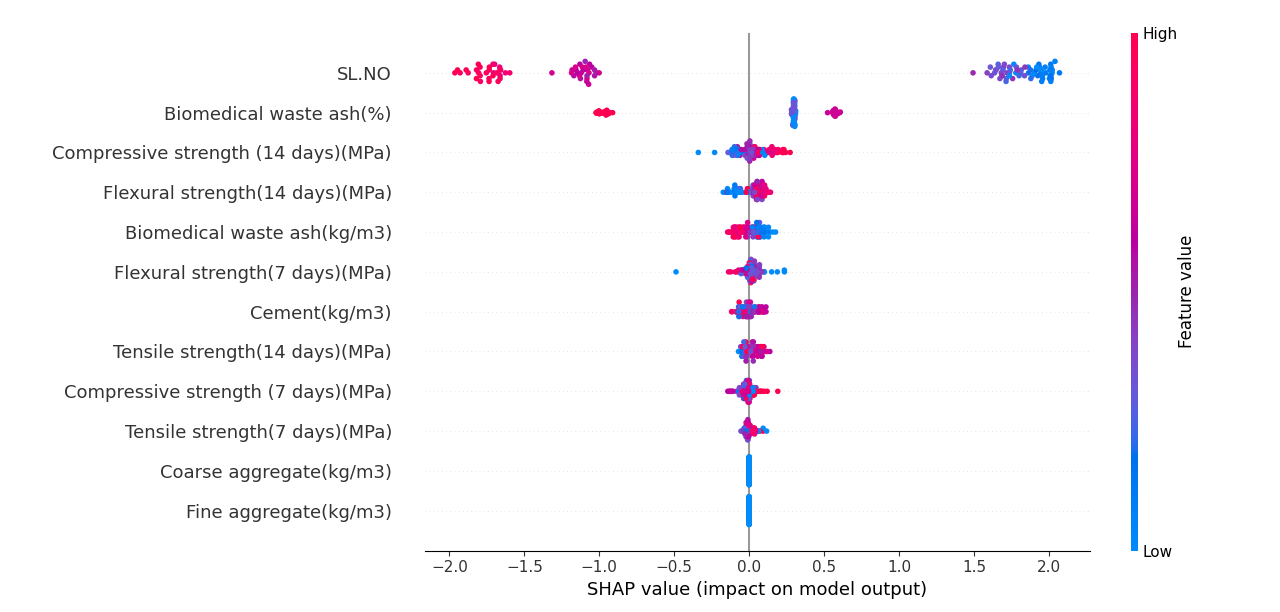 High
SL.NO
Biomedical waste ash(%)
Compressive strength (14 days)(MPa)
Flexural strength(14 days)(MPa)
Biomedical waste ash(kg/m3)
Flexural strength(7 days)(MPa)
Cement(kg/m3)
Tensile strength(14 days)(MPa)
Compressive strength (7 days)(MPa)
Tensile strength(7 days)(MPa)
Coarse aggregate(kg/m3)
Fine aggregate(kg/m3)
Feature value
Low
−2.0 −1.5 −1.0 −0.5 0.0 0.5 1.0 1.5 2.0
SHAP value (impact on model output)